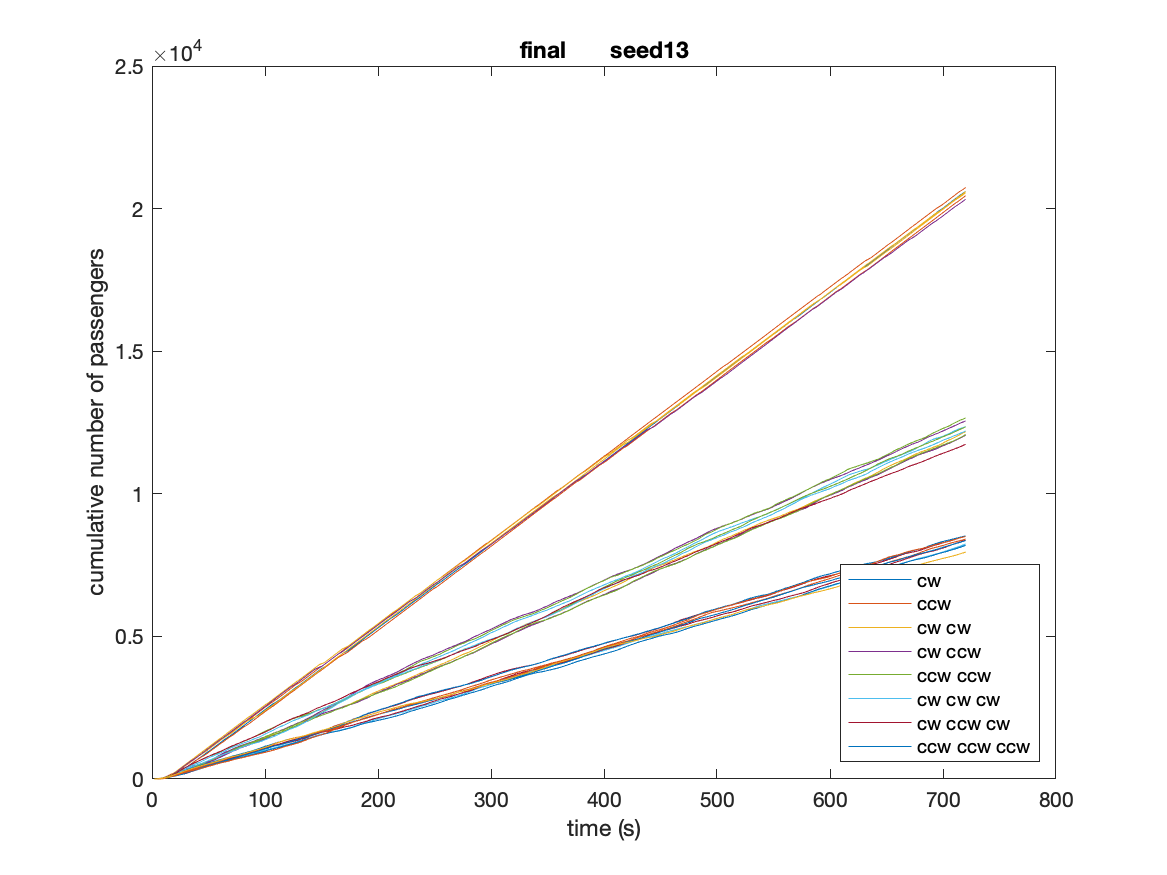 final seed13
×10⁴
2.5
2
1.5
1
0.5
0
cumulative number of passengers
0 100 200 300 400 500 600 700 800
time (s)
CW
CCW
CW CW
CW CCW
CCW CCW
CW CW CW
CW CCW CW
CCW CCW CCW